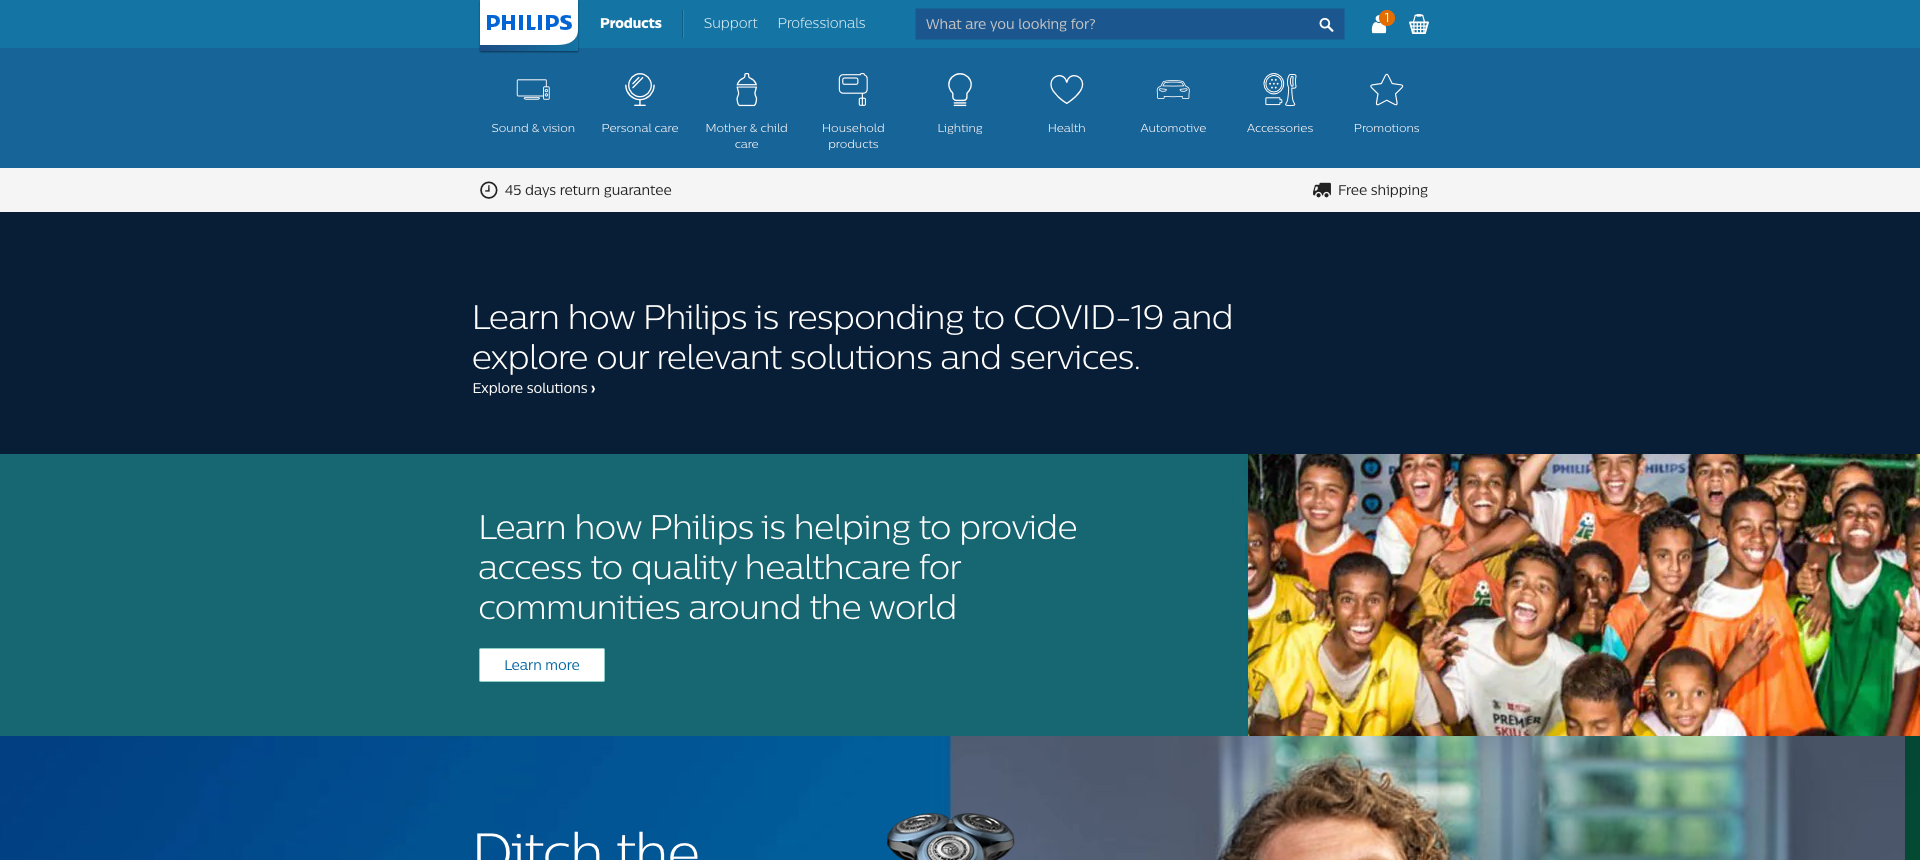 PHILIPS
Products
Support
Professionals
What are you looking for?
1
Sound & vision
Personal care
Mother & child
care
Household
products
Lighting
Health
Automotive
Accessories
Promotions
45 days return guarantee
Free shipping
Learn how Philips is responding to COVID-19 and
explore our relevant solutions and services.
Explore solutions ›
Learn how Philips is helping to provide
access to quality healthcare for
communities around the world
Learn more
PREMIER
SKILLS
Ditch the